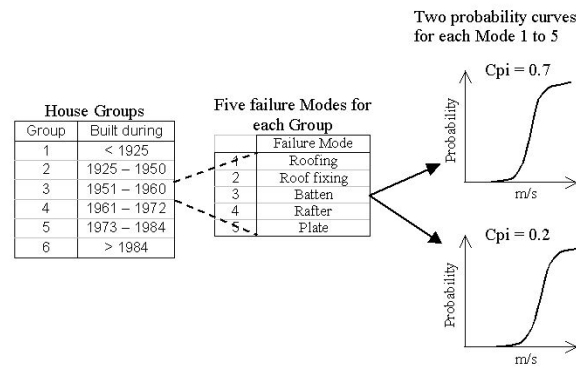 Two probability curves
for each Mode 1 to 5
Cpi = 0.7
Probability
m/s
House Groups
Group Built during
1 < 1925
2 1925 – 1950
3 1951 – 1960
4 1961 – 1972
5 1973 – 1984
6 > 1984
Five failure Modes for
each Group
Failure Mode
1 Roofing
2 Roof fixing
3 Batten
4 Rafter
5 Plate
Cpi = 0.2
Probability
m/s